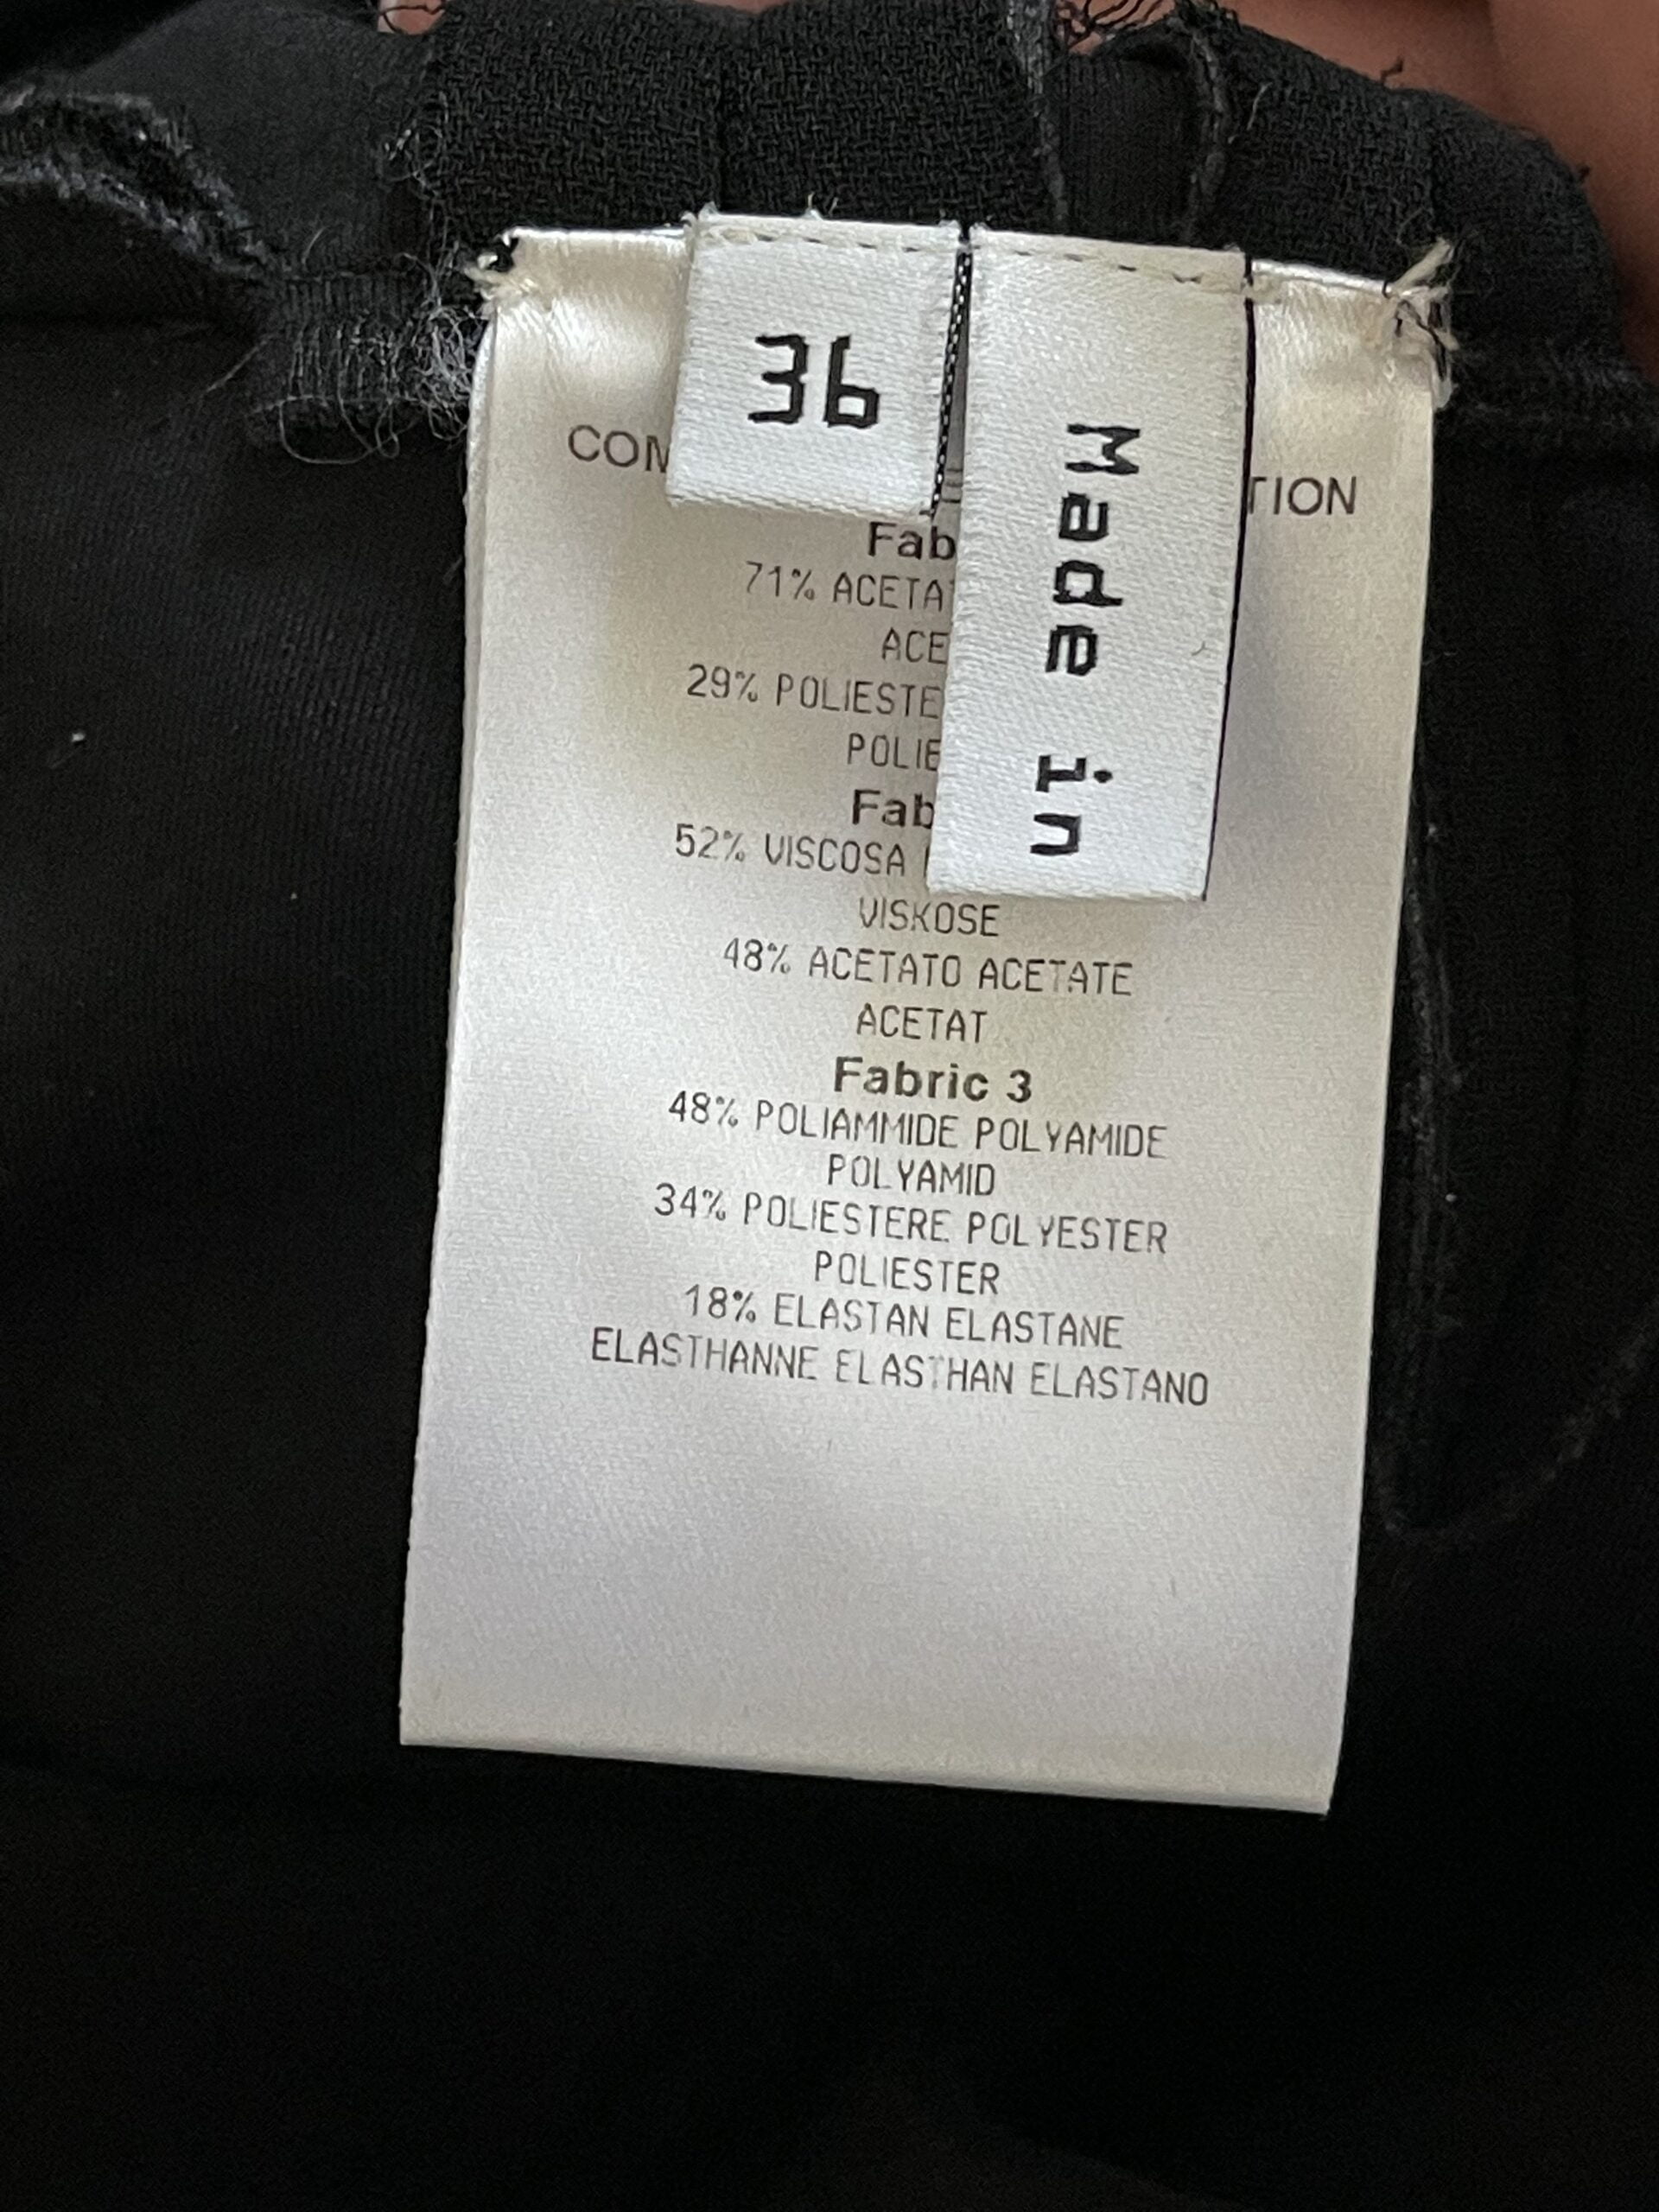 36
Made in
COM TION
Fab
71% ACETA
ACE
29% POLIESTE
POLIE
Fab
52% VISCOSA
VISKOSE
48% ACETATO ACETATE
ACETAT
Fabric 3
48% POLIAMMIDE POLYAMIDE
POLYAMID
34% POLIESTERE POLYESTER
POLIESTER
18% ELASTAN ELASTANE
ELASTHANNE ELASTHAN ELASTANO